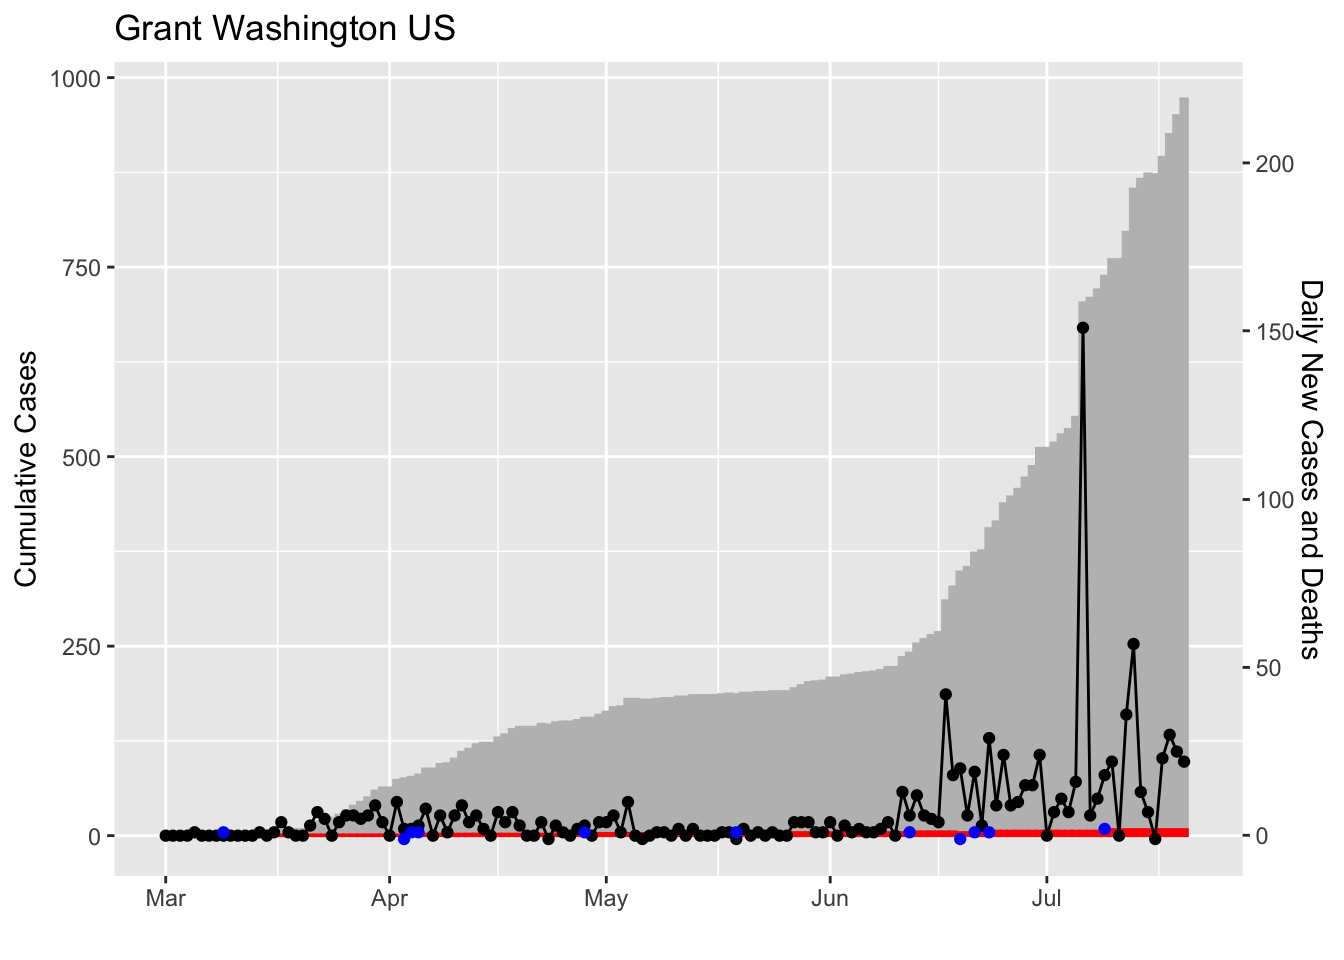 Grant Washington US
1000
750
500
250
0
Cumulative Cases
200
150
100
50
0
Daily New Cases and Deaths
Mar
Apr
May
Jun
Jul